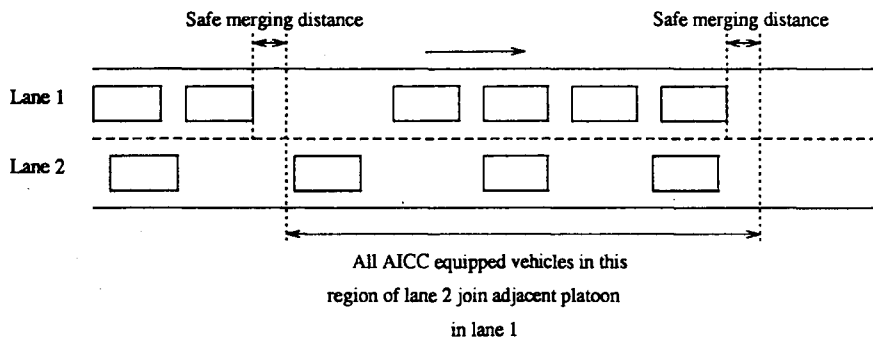 Safe merging distance
Safe merging distance
Lane 1
Lane 2
All AICC equipped vehicles in this
region of lane 2 join adjacent platoon
in lane 1